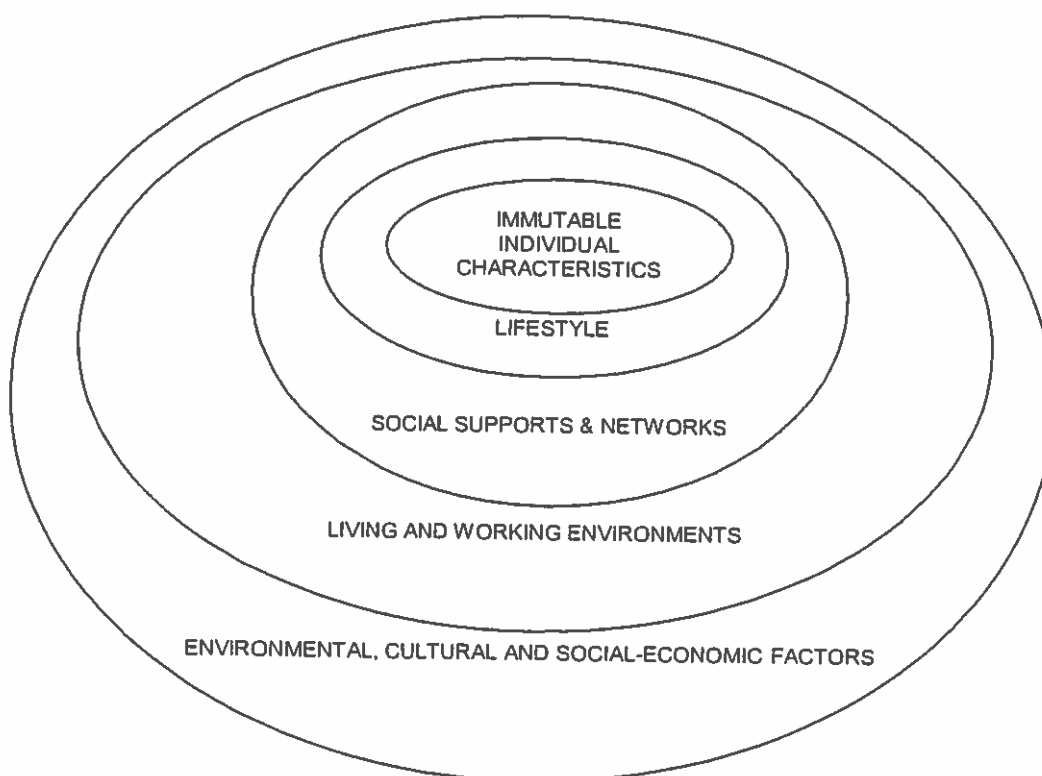 IMMUTABLE
INDIVIDUAL
CHARACTERISTICS
LIFESTYLE
SOCIAL SUPPORTS & NETWORKS
LIVING AND WORKING ENVIRONMENTS
ENVIRONMENTAL, CULTURAL AND SOCIAL-ECONOMIC FACTORS